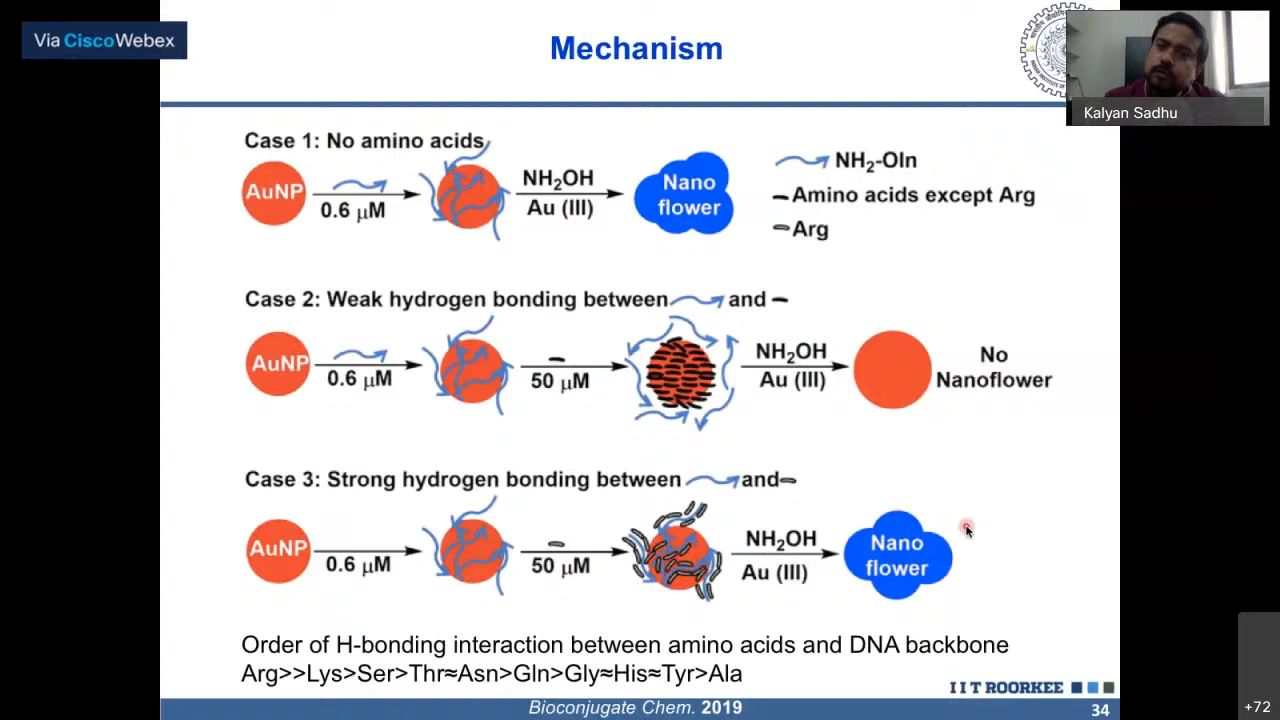 Via CiscoWebex
Mechanism
Kalyan Sadhu
Case 1: No amino acids
AuNP
0.6 µM
NH₂OH
Au (III)
Nano
flower
NH₂-Oln
Amino acids except Arg
Arg
Case 2: Weak hydrogen bonding between and
AuNP
0.6 µM
50 µM
NH₂OH
Au (III)
No
Nanoflower
Case 3: Strong hydrogen bonding between and
AuNP
0.6 µM
50 µM
NH₂OH
Au (III)
Nano
flower
Order of H-bonding interaction between amino acids and DNA backbone
Arg>>Lys>Ser>Thr≈Asn>Gln>Gly≈His≈Tyr>Ala
I I T ROORKEE
Bioconjugate Chem. 2019
34
+72